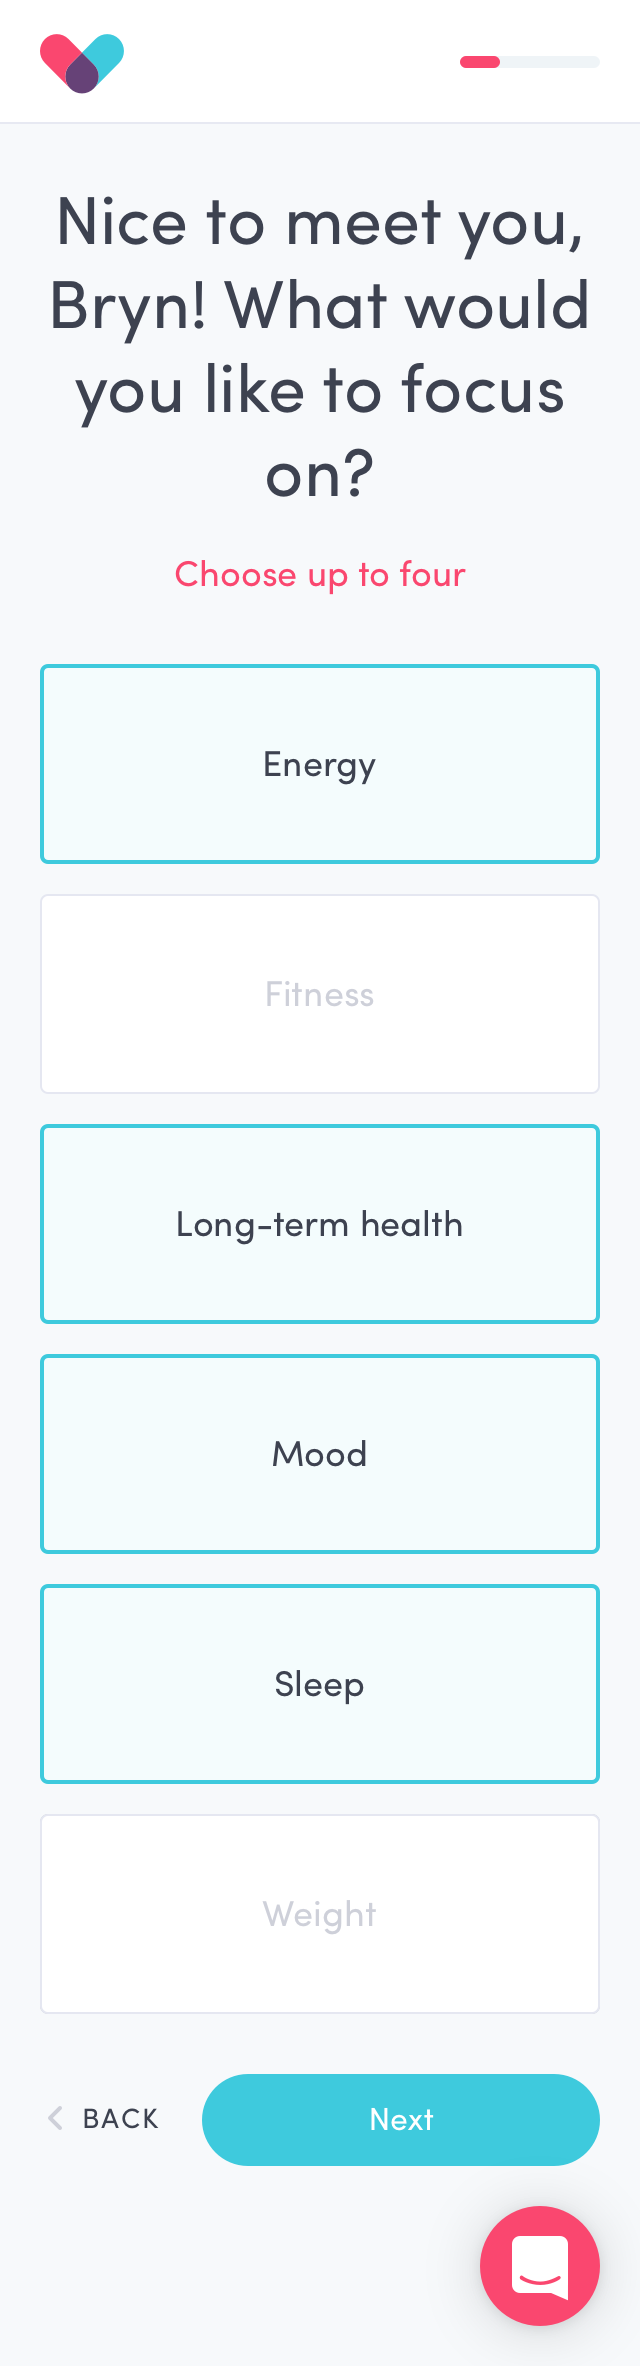 Nice to meet you,
Bryn! What would
you like to focus
on?
Choose up to four
Energy
Fitness
Long-term health
Mood
Sleep
Weight
BACK
Next